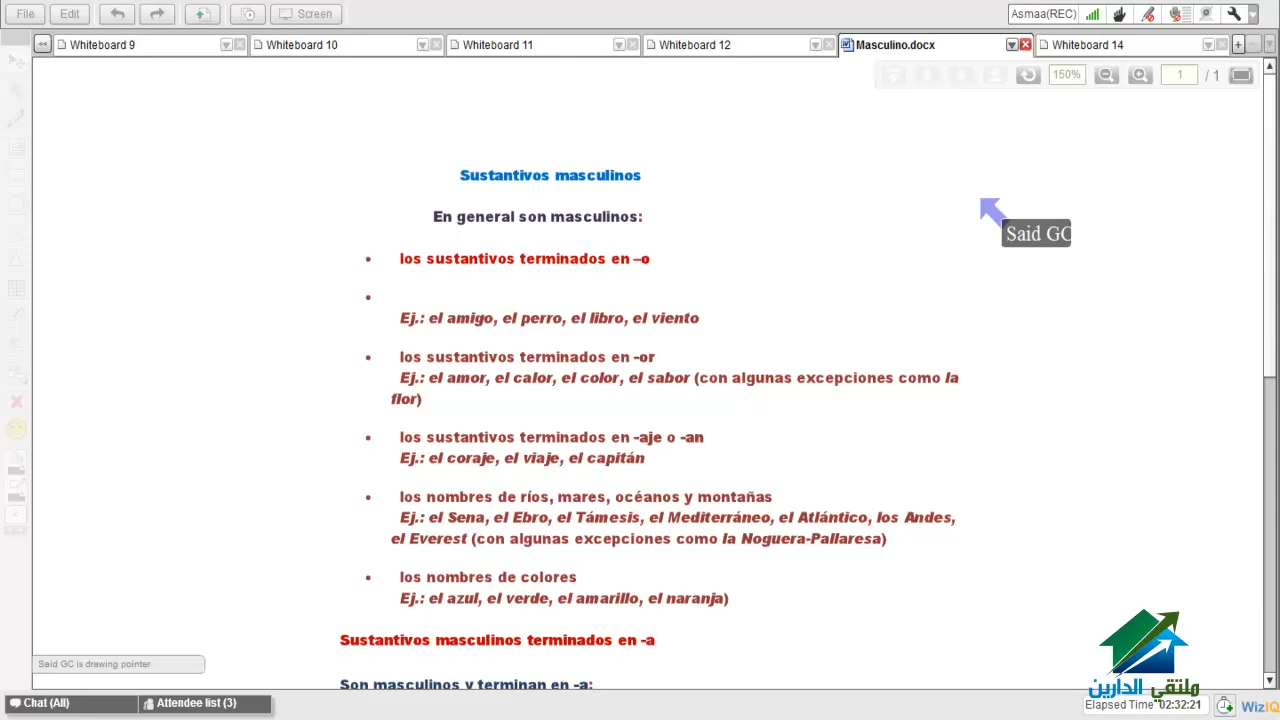 File Edit Screen Asmaa(REC)
Whiteboard 9 Whiteboard 10 Whiteboard 11 Whiteboard 12 Masculino.docx Whiteboard 14
150% 1 / 1
Sustantivos masculinos
En general son masculinos:
Said GC
• los sustantivos terminados en –o
•
Ej.: el amigo, el perro, el libro, el viento
• los sustantivos terminados en -or
Ej.: el amor, el calor, el color, el sabor (con algunas excepciones como la
flor)
• los sustantivos terminados en -aje o -an
Ej.: el coraje, el viaje, el capitán
• los nombres de ríos, mares, océanos y montañas
Ej.: el Sena, el Ebro, el Támesis, el Mediterráneo, el Atlántico, los Andes,
el Everest (con algunas excepciones como la Noguera-Pallaresa)
• los nombres de colores
Ej.: el azul, el verde, el amarillo, el naranja)
Sustantivos masculinos terminados en -a
Said GC is drawing pointer
Son masculinos y terminan en -a:
ملتقي الدارين
Chat (All) Attendee list (3) Elapsed Time 02:32:21 WizIQ